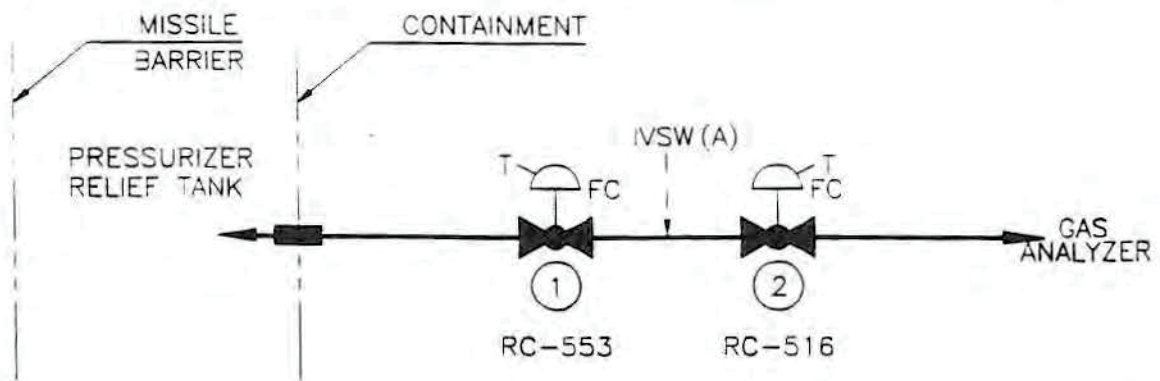 MISSILE
BARRIER
CONTAINMENT
PRESSURIZER
RELIEF TANK
IVSW (A)
T
FC
T
FC
GAS
ANALYZER
1
2
RC-553
RC-516